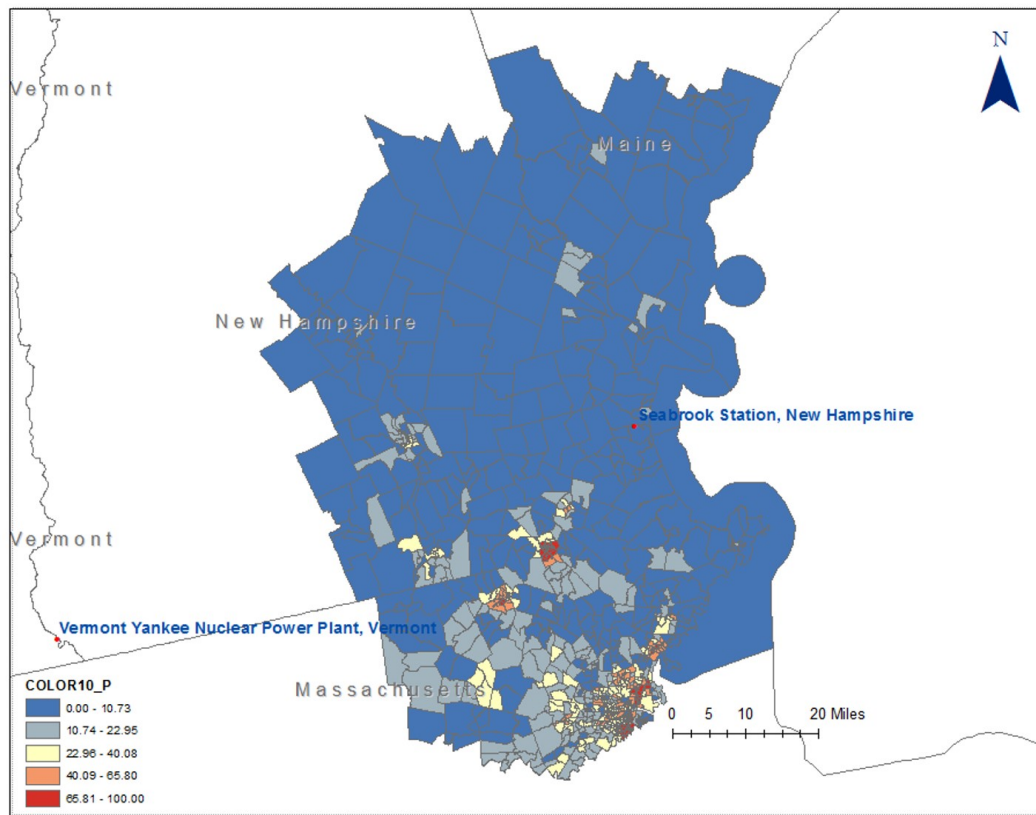 N
Vermont
Maine
New Hampshire
Seabrook Station, New Hampshire
Vermont
Vermont Yankee Nuclear Power Plant, Vermont
Massachusetts
COLOR10_P
0.00 - 10.73
10.74 - 22.95
22.96 - 40.08
40.09 - 65.80
65.81 - 100.00
0 5 10 20 Miles